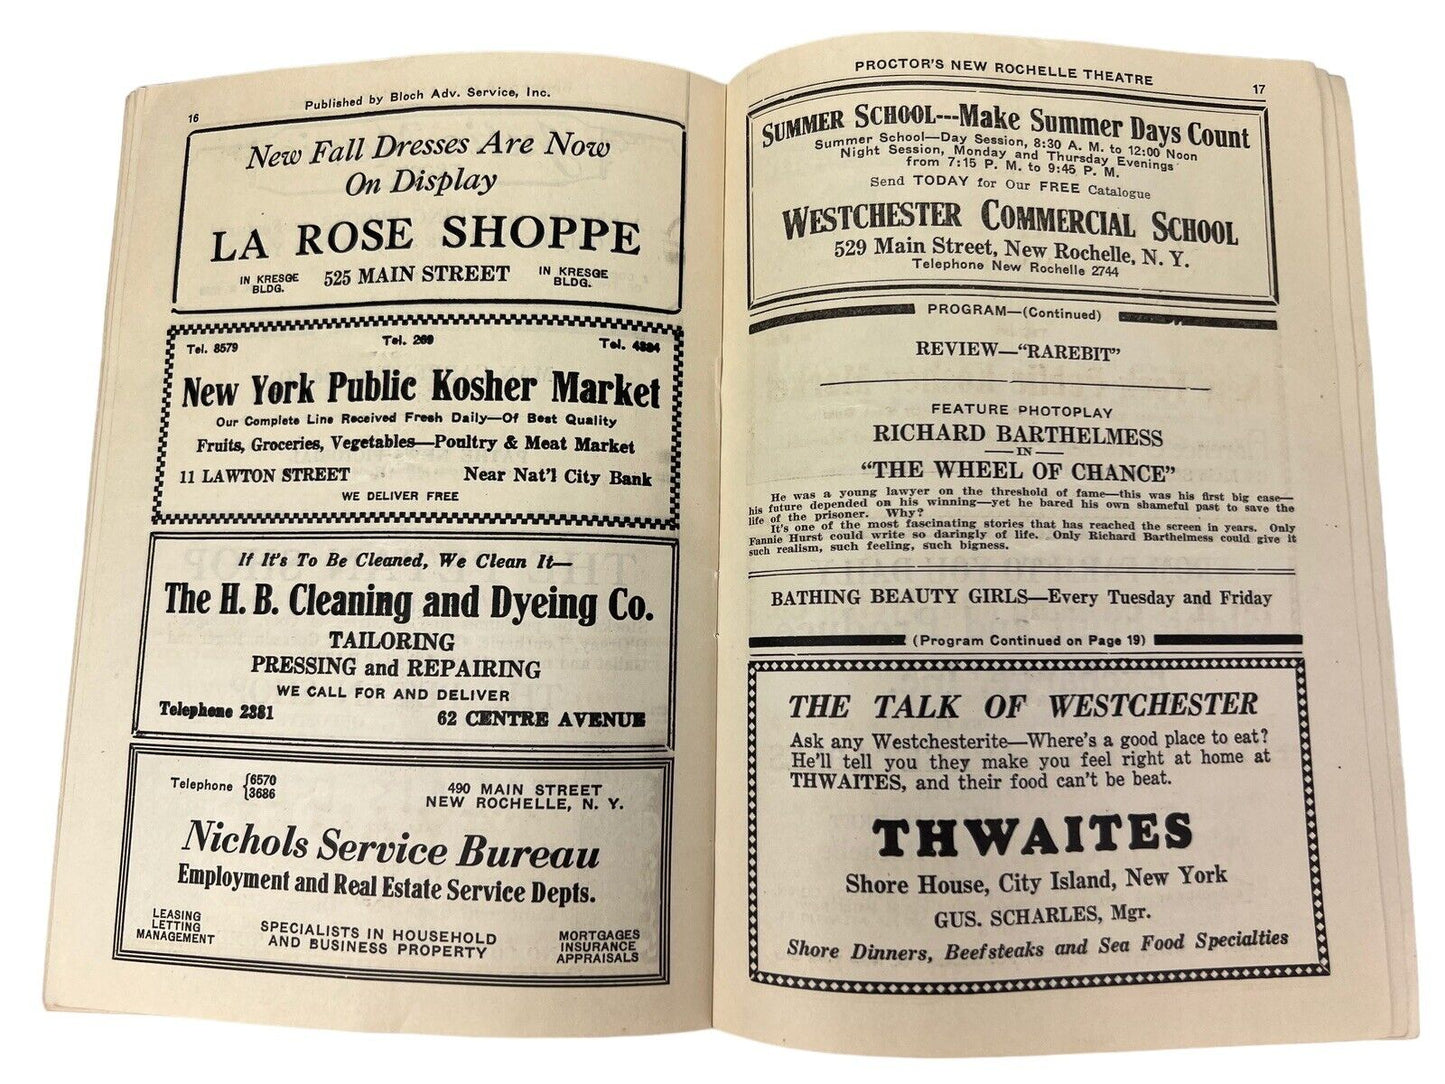 16
Published by Bloch Adv. Service, Inc.
New Fall Dresses Are Now
On Display
LA ROSE SHOPPE
IN KRESGE
BLDG.
525 MAIN STREET
IN KRESGE
BLDG.
Tel. 8579
Tel. 269
Tel. 4394
New York Public Kosher Market
Our Complete Line Received Fresh Daily—Of Best Quality
Fruits, Groceries, Vegetables—Poultry & Meat Market
11 LAWTON STREET
Near Nat'l City Bank
WE DELIVER FREE
If It's To Be Cleaned, We Clean It—
The H. B. Cleaning and Dyeing Co.
TAILORING
PRESSING and REPAIRING
WE CALL FOR AND DELIVER
Telephone 2381
62 CENTRE AVENUE
Telephone {6570
3686
490 MAIN STREET
NEW ROCHELLE, N. Y.
Nichols Service Bureau
Employment and Real Estate Service Depts.
LEASING
LETTING
MANAGEMENT
SPECIALISTS IN HOUSEHOLD
AND BUSINESS PROPERTY
MORTGAGES
INSURANCE
APPRAISALS
PROCTOR'S NEW ROCHELLE THEATRE
17
SUMMER SCHOOL---Make Summer Days Count
Summer School—Day Session, 8:30 A. M. to 12:00 Noon
Night Session, Monday and Thursday Evenings
from 7:15 P. M. to 9:45 P. M.
Send TODAY for Our FREE Catalogue
WESTCHESTER COMMERCIAL SCHOOL
529 Main Street, New Rochelle, N. Y.
Telephone New Rochelle 2744
PROGRAM—(Continued)
REVIEW—"RAREBIT"
FEATURE PHOTOPLAY
RICHARD BARTHELMESS
—IN—
"THE WHEEL OF CHANCE"
He was a young lawyer on the threshold of fame—this was his first big case—
his future depended on his winning—yet he bared his own shameful past to save the
life of the prisoner. Why?
It's one of the most fascinating stories that has reached the screen in years. Only
Fannie Hurst could write so daringly of life. Only Richard Barthelmess could give it
such realism, such feeling, such bigness.
BATHING BEAUTY GIRLS—Every Tuesday and Friday
(Program Continued on Page 19)
THE TALK OF WESTCHESTER
Ask any Westchesterite—Where's a good place to eat?
He'll tell you they make you feel right at home at
THWAITES, and their food can't be beat.
THWAITES
Shore House, City Island, New York
GUS. SCHARLES, Mgr.
Shore Dinners, Beefsteaks and Sea Food Specialties